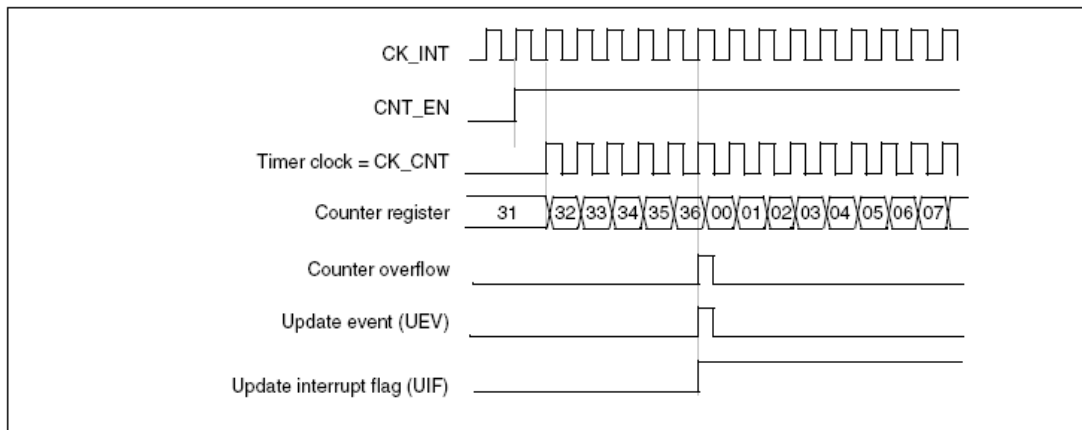 CK_INT
CNT_EN
Timer clock = CK_CNT
Counter register
31 32 33 34 35 36 00 01 02 03 04 05 06 07
Counter overflow
Update event (UEV)
Update interrupt flag (UIF)